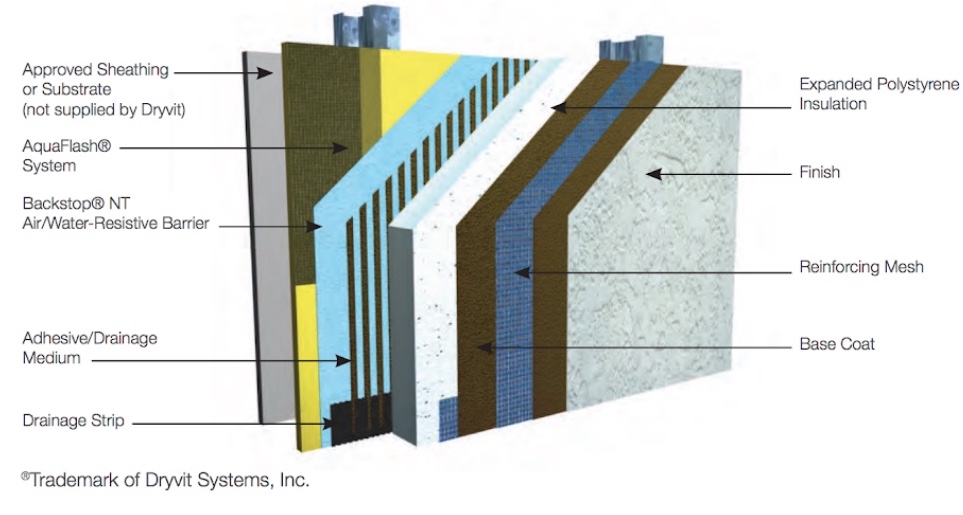 Approved Sheathing
or Substrate
(not supplied by Dryvit)
AquaFlash®
System
Backstop® NT
Air/Water-Resistive Barrier
Adhesive/Drainage
Medium
Drainage Strip
Expanded Polystyrene
Insulation
Finish
Reinforcing Mesh
Base Coat
®Trademark of Dryvit Systems, Inc.